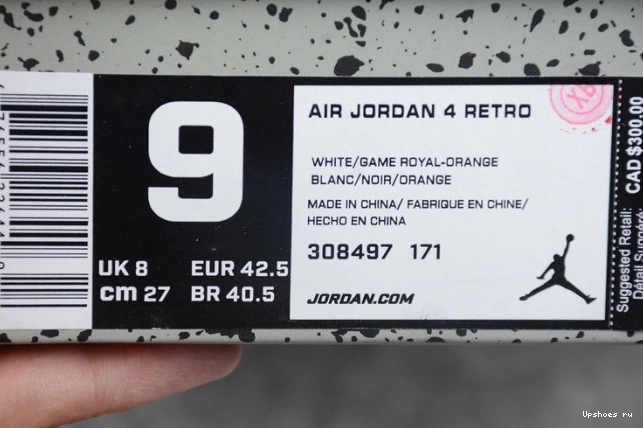 9
UK 8 EUR 42.5
cm 27 BR 40.5
AIR JORDAN 4 RETRO
WHITE/GAME ROYAL-ORANGE
BLANC/NOIR/ORANGE
MADE IN CHINA/ FABRIQUE EN CHINE/
HECHO EN CHINA
308497 171
JORDAN.COM
Suggested Retail:
Détail Suggéré:
CAD $300.00
Upshoes ru